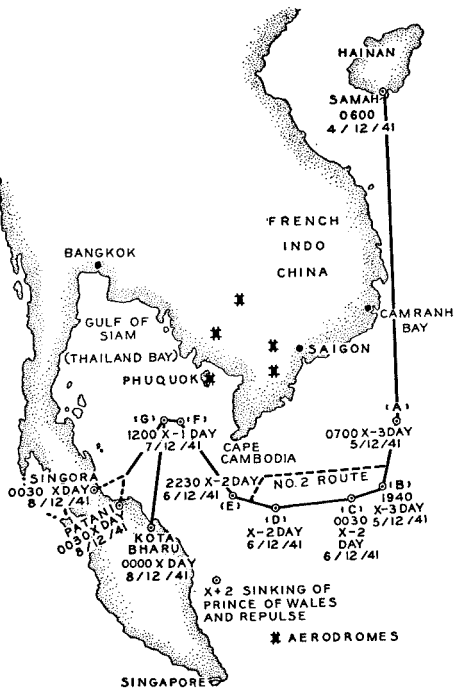 HAINAN
SAMAH
0600
4/12/41
FRENCH
INDO
CHINA
BANGKOK
CAMRANH
BAY
GULF OF
SIAM
(THAILAND BAY)
SAIGON
PHUQUOK
(A)
0700 X-3DAY
5/12/41
(G)
(F)
1200 X-1 DAY
7/12/41
CAPE
CAMBODIA
SINGORA
0030 X DAY
8/12/41
2230 X-2 DAY
6/12/41
(E)
NO. 2 ROUTE
(B)
1940
X-3 DAY
5/12/41
PATANI
0030 X DAY
8/12/41
(D)
X-2 DAY
6/12/41
(C)
0030
X-2
DAY
6/12/41
KOTA
BHARU
0000 X DAY
8/12/41
X+2 SINKING OF
PRINCE OF WALES
AND REPULSE
AERODROMES
SINGAPORE